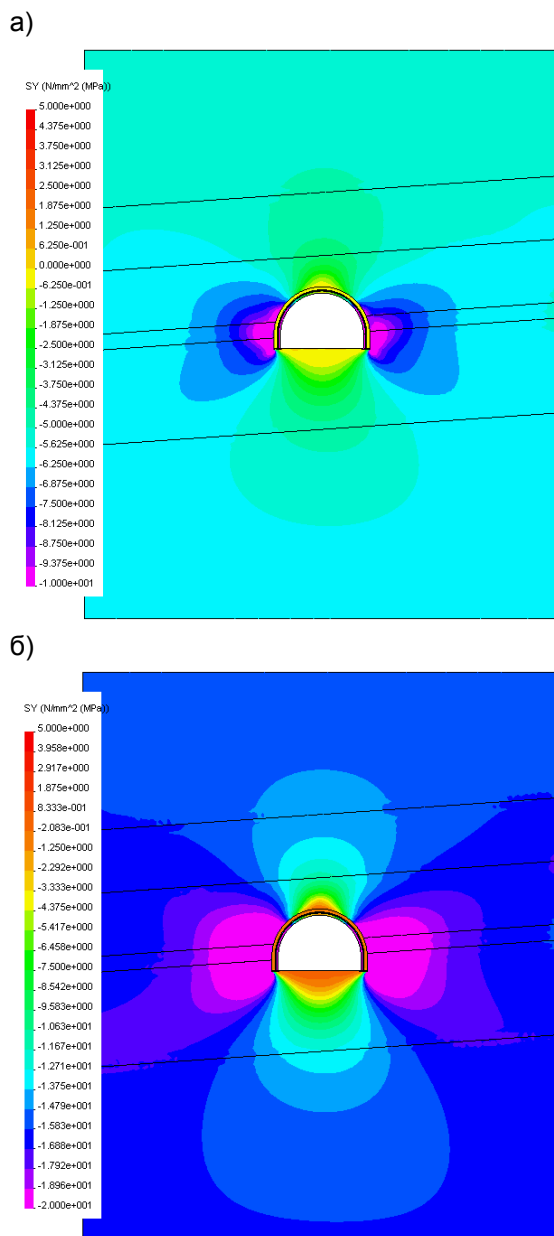 а)
SY (N/mm^2 (MPa))
5.000e+000
4.375e+000
3.750e+000
3.125e+000
2.500e+000
1.875e+000
1.250e+000
6.250e-001
0.000e+000
-6.250e-001
-1.250e+000
-1.875e+000
-2.500e+000
-3.125e+000
-3.750e+000
-4.375e+000
-5.000e+000
-5.625e+000
-6.250e+000
-6.875e+000
-7.500e+000
-8.125e+000
-8.750e+000
-9.375e+000
-1.000e+001
б)
SY (N/mm^2 (MPa))
5.000e+000
3.958e+000
2.917e+000
1.875e+000
8.333e-001
-2.083e-001
-1.250e+000
-2.292e+000
-3.333e+000
-4.375e+000
-5.417e+000
-6.458e+000
-7.500e+000
-8.542e+000
-9.583e+000
-1.063e+001
-1.167e+001
-1.271e+001
-1.375e+001
-1.479e+001
-1.583e+001
-1.688e+001
-1.792e+001
-1.896e+001
-2.000e+001